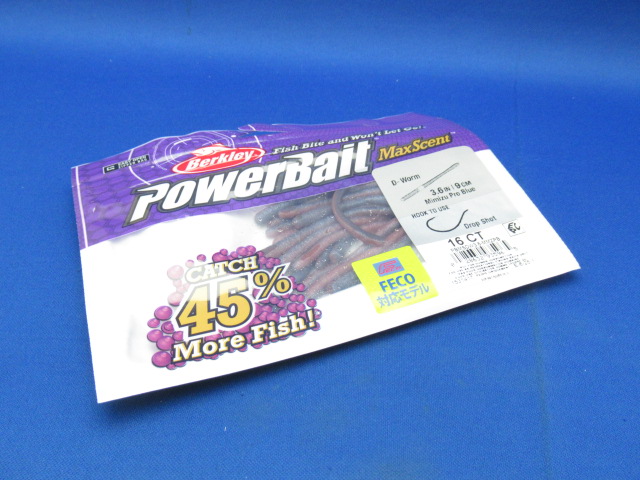 Berkley
Fish Bite and Won't Let Go!
PowerBait
MaxScent
D-Worm
3.6 IN / 9 CM
Mimizu Pro Blue
HOOK TO USE
Drop Shot
16 CT
CATCH
45%
More Fish!
FECO
対応モデル